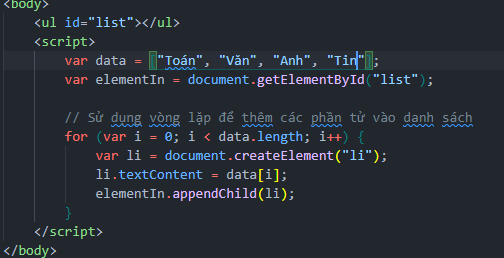 <body>
<ul id="list"></ul>
<script>
var data = ["Toán", "Văn", "Anh", "Tin"];
var elementIn = document.getElementById("list");
// Sử dụng vòng lặp để thêm các phần tử vào danh sách
for (var i = 0; i < data.length; i++) {
var li = document.createElement("li");
li.textContent = data[i];
elementIn.appendChild(li);
}
</script>
</body>